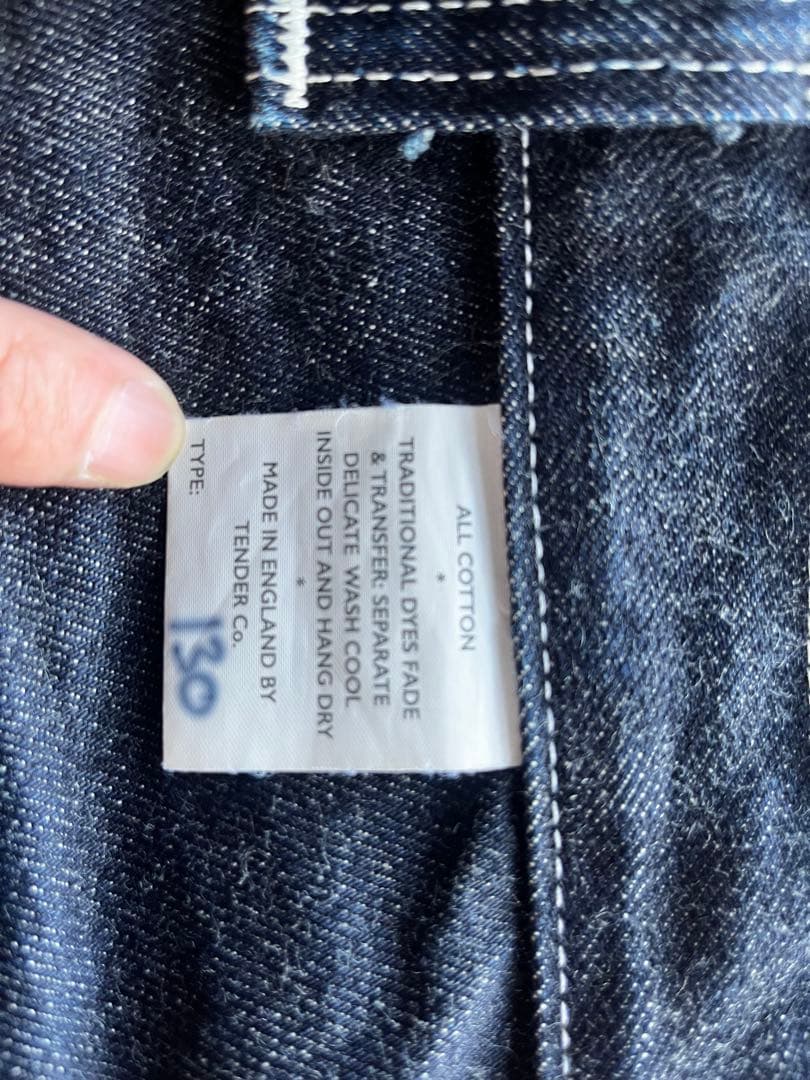 ALL COTTON
*
TRADITIONAL DYES FADE
& TRANSFER: SEPARATE
DELICATE WASH COOL
INSIDE OUT AND HANG DRY
*
MADE IN ENGLAND BY
TENDER Co.
TYPE: 130